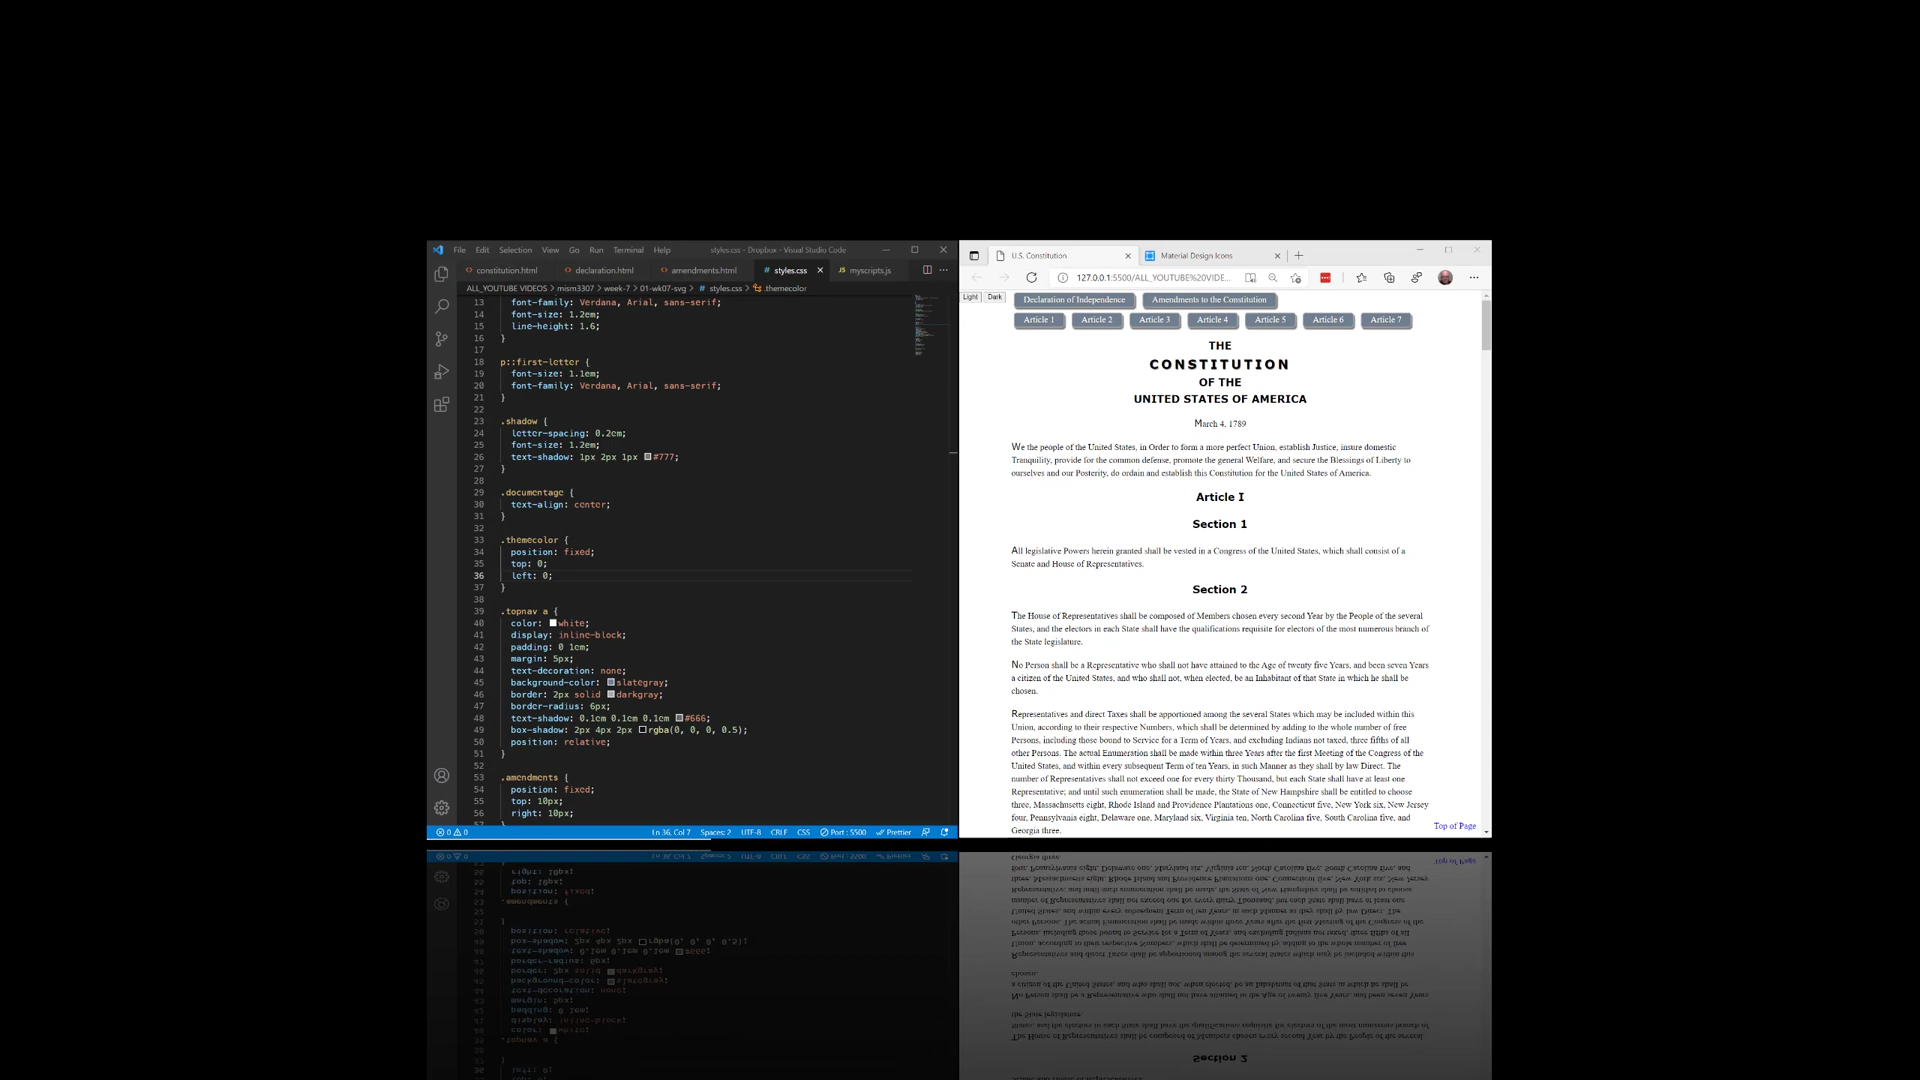 File Edit Selection View Go Run Terminal Help styles.css - Dropbox - Visual Studio Code
constitution.html declaration.html amendments.html styles.css myscripts.js
ALL_YOUTUBE VIDEOS > mism3307 > week-7 > 01-wk07-svg > styles.css > .themecolor
13 font-family: Verdana, Arial, sans-serif;
14 font-size: 1.2em;
15 line-height: 1.6;
16 }
17
18 p::first-letter {
19 font-size: 1.1em;
20 font-family: Verdana, Arial, sans-serif;
21 }
22
23 .shadow {
24 letter-spacing: 0.2em;
25 font-size: 1.2em;
26 text-shadow: 1px 2px 1px #777;
27 }
28
29 .documentage {
30 text-align: center;
31 }
32
33 .themecolor {
34 position: fixed;
35 top: 0;
36 left: 0;
37 }
38
39 .topnav a {
40 color: white;
41 display: inline-block;
42 padding: 0 1em;
43 margin: 5px;
44 text-decoration: none;
45 background-color: slategray;
46 border: 2px solid darkgray;
47 border-radius: 6px;
48 text-shadow: 0.1em 0.1em 0.1em #666;
49 box-shadow: 2px 4px 2px rgba(0, 0, 0, 0.5);
50 position: relative;
51 }
52
53 .amendments {
54 position: fixed;
55 top: 10px;
56 right: 10px;
0 0 Ln 36, Col 7 Spaces: 2 UTF-8 CRLF CSS Port : 5500 Prettier
U.S. Constitution Material Design Icons
127.0.0.1:5500/ALL_YOUTUBE%20VIDE...
Light Dark Declaration of Independence Amendments to the Constitution
Article 1 Article 2 Article 3 Article 4 Article 5 Article 6 Article 7
THE
CONSTITUTION
OF THE
UNITED STATES OF AMERICA
March 4, 1789
We the people of the United States, in Order to form a more perfect Union, establish Justice, insure domestic
Tranquility, provide for the common defense, promote the general Welfare, and secure the Blessings of Liberty to
ourselves and our Posterity, do ordain and establish this Constitution for the United States of America.
Article I
Section 1
All legislative Powers herein granted shall be vested in a Congress of the United States, which shall consist of a
Senate and House of Representatives.
Section 2
The House of Representatives shall be composed of Members chosen every second Year by the People of the several
States, and the electors in each State shall have the qualifications requisite for electors of the most numerous branch of
the State legislature.
No Person shall be a Representative who shall not have attained to the Age of twenty five Years, and been seven Years
a citizen of the United States, and who shall not, when elected, be an Inhabitant of that State in which he shall be
chosen.
Representatives and direct Taxes shall be apportioned among the several States which may be included within this
Union, according to their respective Numbers, which shall be determined by adding to the whole number of free
Persons, including those bound to Service for a Term of Years, and excluding Indians not taxed, three fifths of all
other Persons. The actual Enumeration shall be made within three Years after the first Meeting of the Congress of the
United States, and within every subsequent Term of ten Years, in such Manner as they shall by law Direct. The
number of Representatives shall not exceed one for every thirty Thousand, but each State shall have at least one
Representative; and until such enumeration shall be made, the State of New Hampshire shall be entitled to choose
three, Massachusetts eight, Rhode Island and Providence Plantations one, Connecticut five, New York six, New Jersey
four, Pennsylvania eight, Delaware one, Maryland six, Virginia ten, North Carolina five, South Carolina five, and
Georgia three.
Top of Page